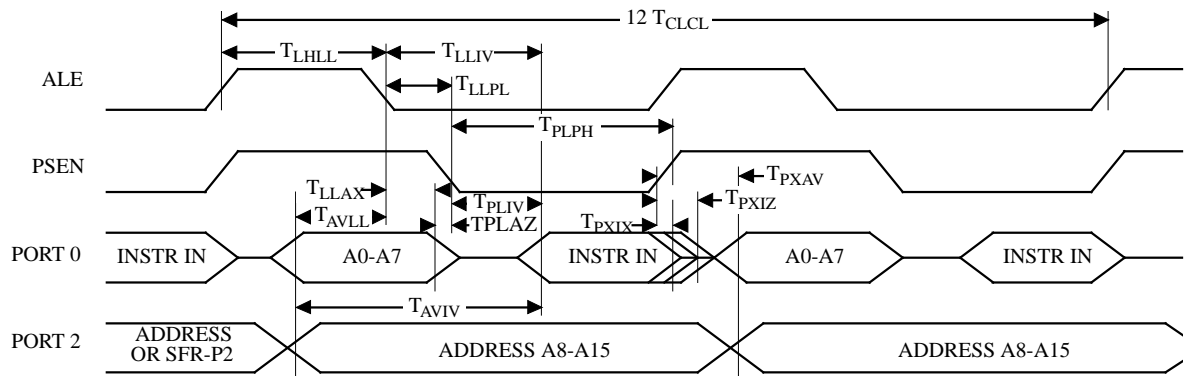 12 TCLCL
TLHLL TLLIV
ALE
TLLPL
TPLPH
PSEN
TLLAX TPXAV
TPLIV TPXIZ
TAVLL TPLAZ TPXIX
PORT 0 INSTR IN A0-A7 INSTR IN A0-A7 INSTR IN
TAVIV
PORT 2 ADDRESS
OR SFR-P2 ADDRESS A8-A15 ADDRESS A8-A15